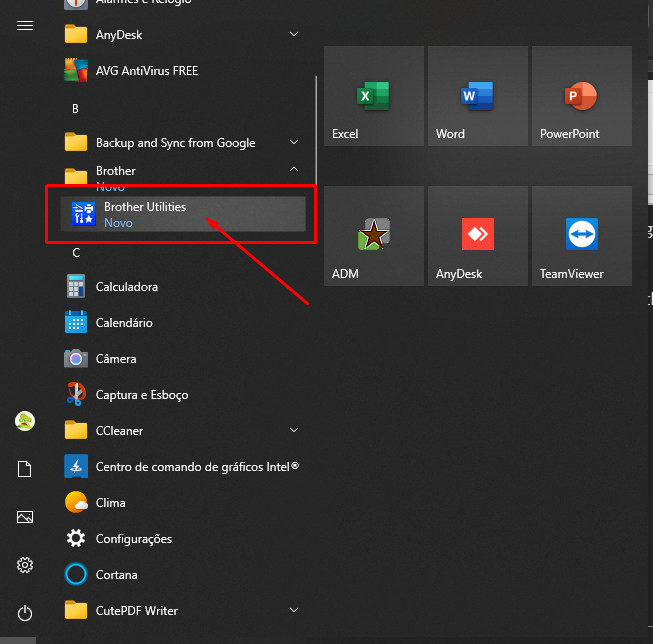 Alarmes e Relógio
AnyDesk
AVG AntiVirus FREE
B
Backup and Sync from Google
Brother
Novo
Brother Utilities
Novo
C
Calculadora
Calendário
Câmera
Captura e Esboço
CCleaner
Centro de comando de gráficos Intel®
Clima
Configurações
Cortana
CutePDF Writer
Excel
Word
PowerPoint
ADM
AnyDesk
TeamViewer